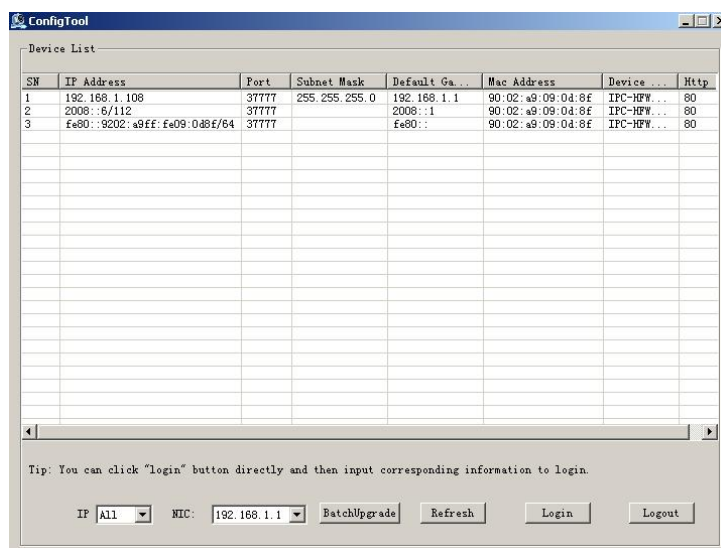 ConfigTool
Device List
SN IP Address Port Subnet Mask Default Ga... Mac Address Device ... Http
1 192.168.1.108 37777 255.255.255.0 192.168.1.1 90:02:a9:09:0d:8f IPC-HFW... 80
2 2008::6/112 37777 2008::1 90:02:a9:09:0d:8f IPC-HFW... 80
3 fe80::9202:a9ff:fe09:0d8f/64 37777 fe80:: 90:02:a9:09:0d:8f IPC-HFW... 80
Tip: You can click "login" button directly and then input corresponding information to login.
IP All NIC: 192.168.1.1 BatchUpgrade Refresh Login Logout